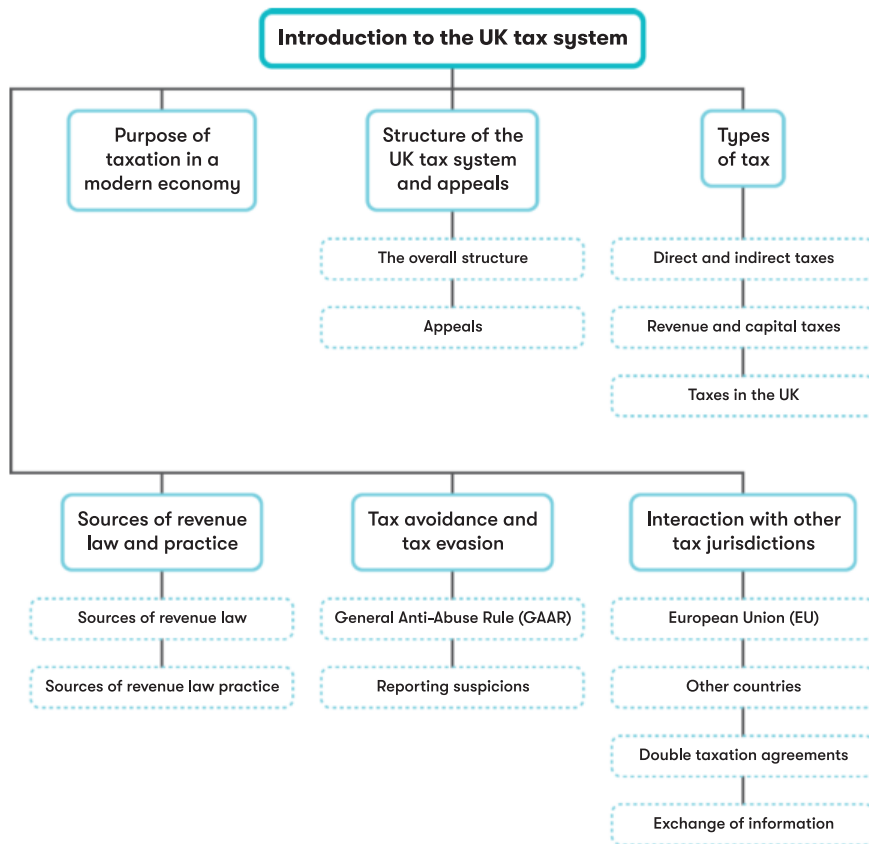 Introduction to the UK tax system
Purpose of
taxation in a
modern economy
Structure of the
UK tax system
and appeals
The overall structure
Appeals
Types
of tax
Direct and indirect taxes
Revenue and capital taxes
Taxes in the UK
Sources of revenue
law and practice
Sources of revenue law
Sources of revenue law practice
Tax avoidance and
tax evasion
General Anti-Abuse Rule (GAAR)
Reporting suspicions
Interaction with other
tax jurisdictions
European Union (EU)
Other countries
Double taxation agreements
Exchange of information